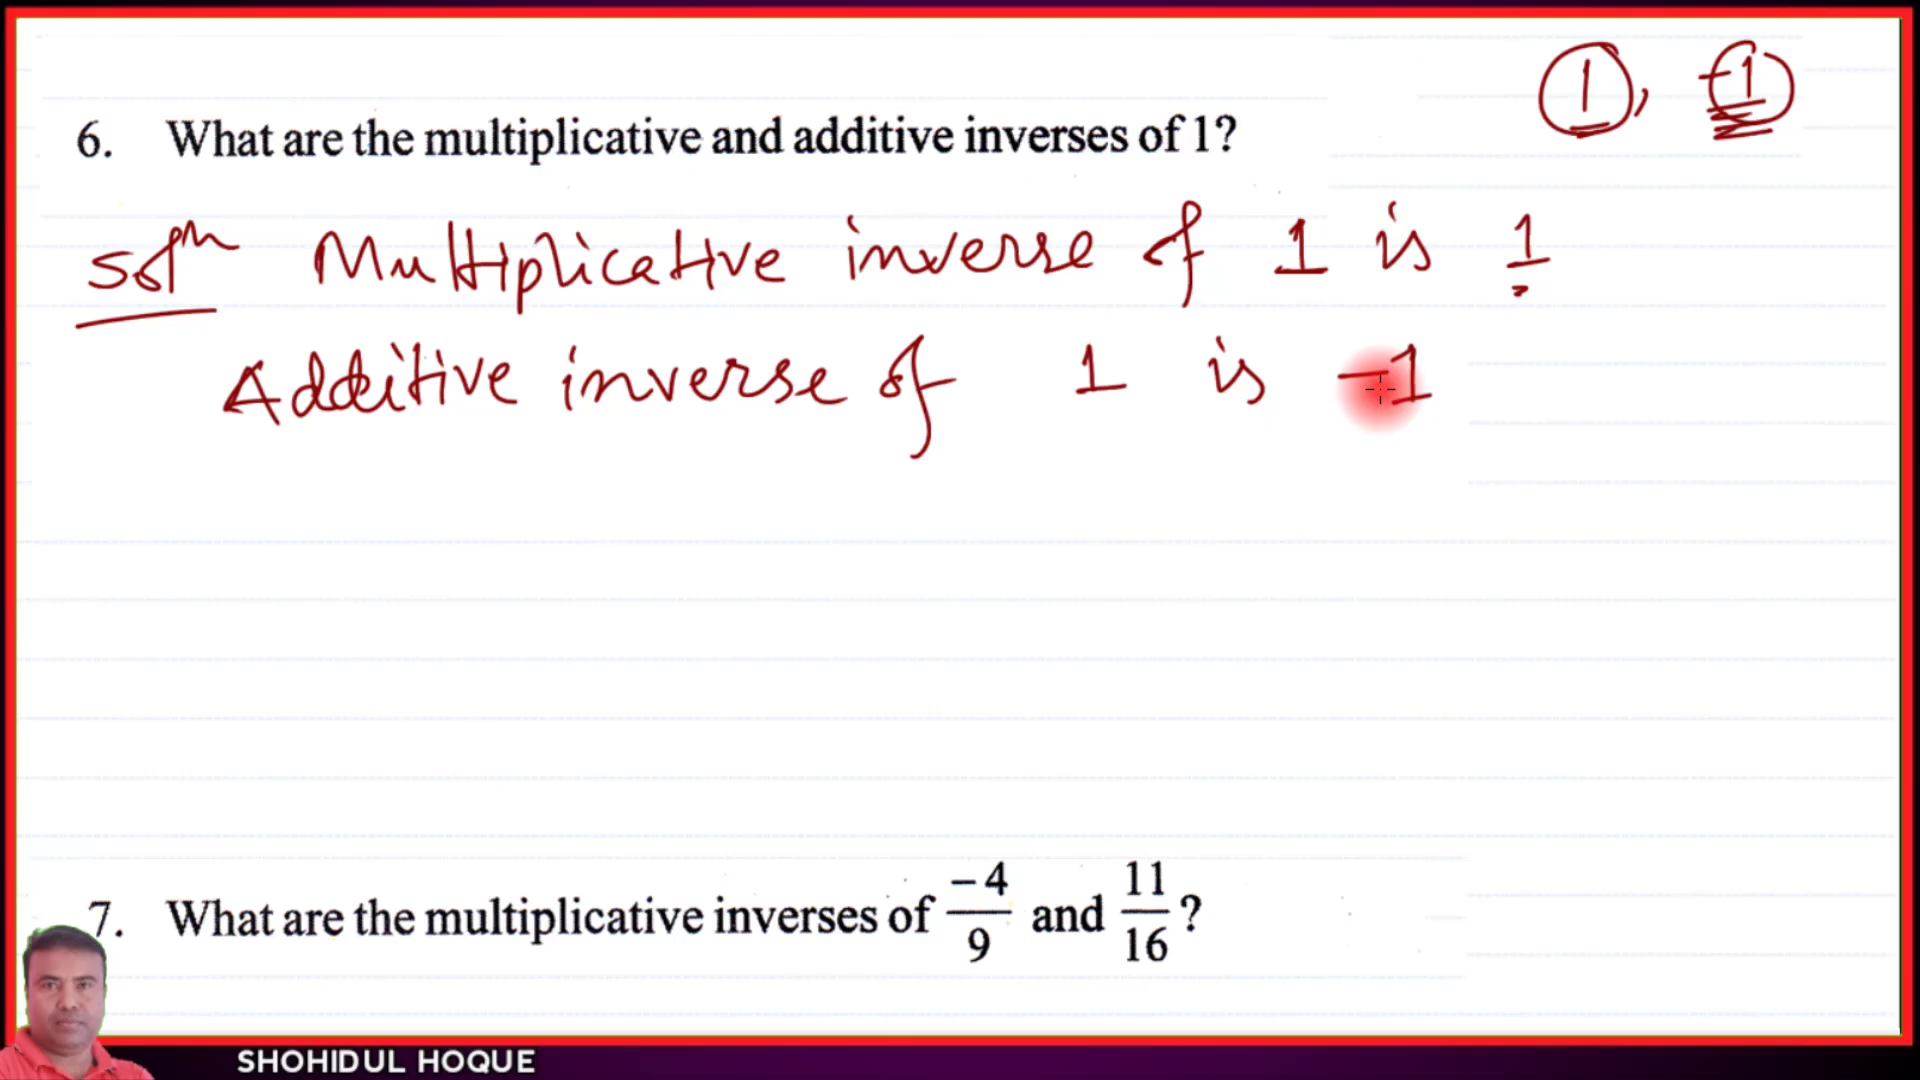 1, -1
6. What are the multiplicative and additive inverses of 1?
Solⁿ Multiplicative inverse of 1 is 1
Additive inverse of 1 is -1
7. What are the multiplicative inverses of -4/9 and 11/16?
SHOHIDUL HOQUE